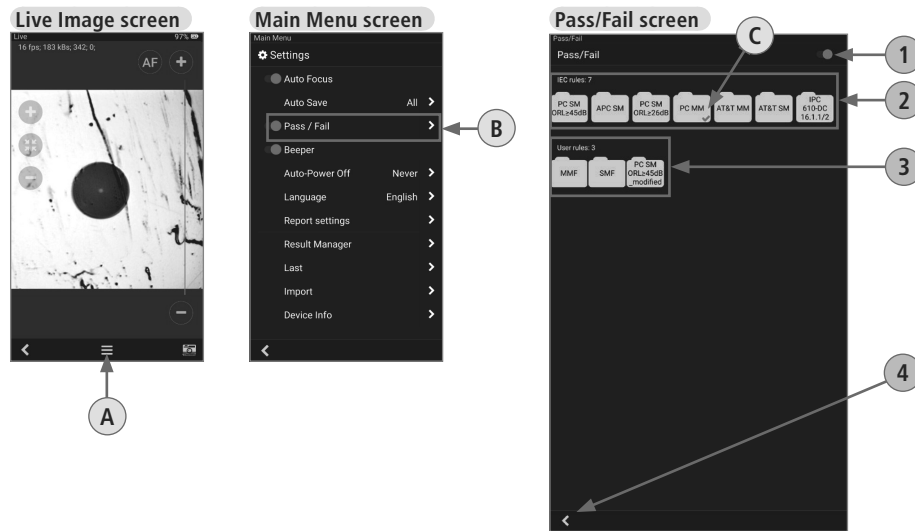 Live Image screen
Live 97%
16 fps; 183 kBs; 342; 0;
AF +
+
−
−
A
Main Menu screen
Main Menu
Settings
Auto Focus
Auto Save All >
Pass / Fail >
Beeper
Auto-Power Off Never >
Language English >
Report settings >
Result Manager >
Last >
Import >
Device Info >
<
B
Pass/Fail screen
Pass/Fail
Pass/Fail
C
1
IEC rules: 7
PC SM
ORL≥45dB
APC SM
PC SM
ORL≥26dB
PC MM
AT&T MM
AT&T SM
IPC
610-DC
16.1.1/2
2
User rules: 3
MMF
SMF
PC SM
ORL≥45dB
_modified
3
4
<